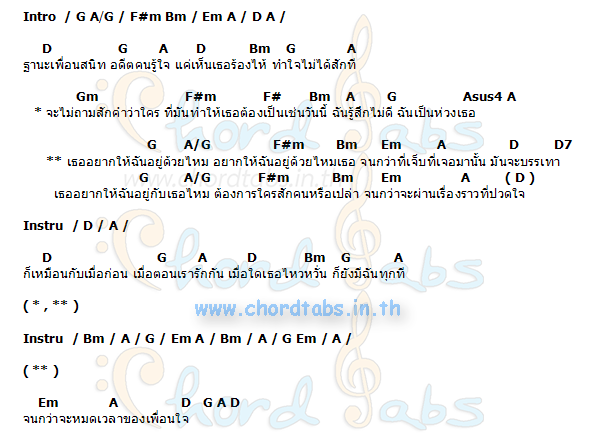 Intro / G A/G / F#m Bm / Em A / D A /
D G A D Bm G A
ฐานะเพื่อนสนิท อดีตคนรู้ใจ แค่เห็นเธอร้องไห้ ทำใจไม่ได้สักที
Gm F#m F# Bm A G Asus4 A
* จะไม่ถามสักคำว่าใคร ที่มันทำให้เธอต้องเป็นเช่นวันนี้ ฉันรู้สึกไม่ดี ฉันเป็นห่วงเธอ
G A/G F#m Bm Em A D D7
** เธออยากให้ฉันอยู่ด้วยไหม อยากให้ฉันอยู่ด้วยไหมเธอ จนกว่าที่เจ็บที่เจอมานั้น มันจะบรรเทา
G A/G F#m Bm Em A ( D )
เธออยากให้ฉันอยู่กับเธอไหม ต้องการใครสักคนหรือเปล่า จนกว่าจะผ่านเรื่องราวที่ปวดใจ
Instru / D / A /
D G A D Bm G A
ก็เหมือนกับเมื่อก่อน เมื่อตอนเรารักกัน เมื่อใดเธอไหวหวั่น ก็ยังมีฉันทุกที
( * , ** )
www.chordtabs.in.th
Instru / Bm / A / G / Em A / Bm / A / G Em / A /
( ** )
Em A D G A D
จนกว่าจะหมดเวลาของเพื่อนใจ